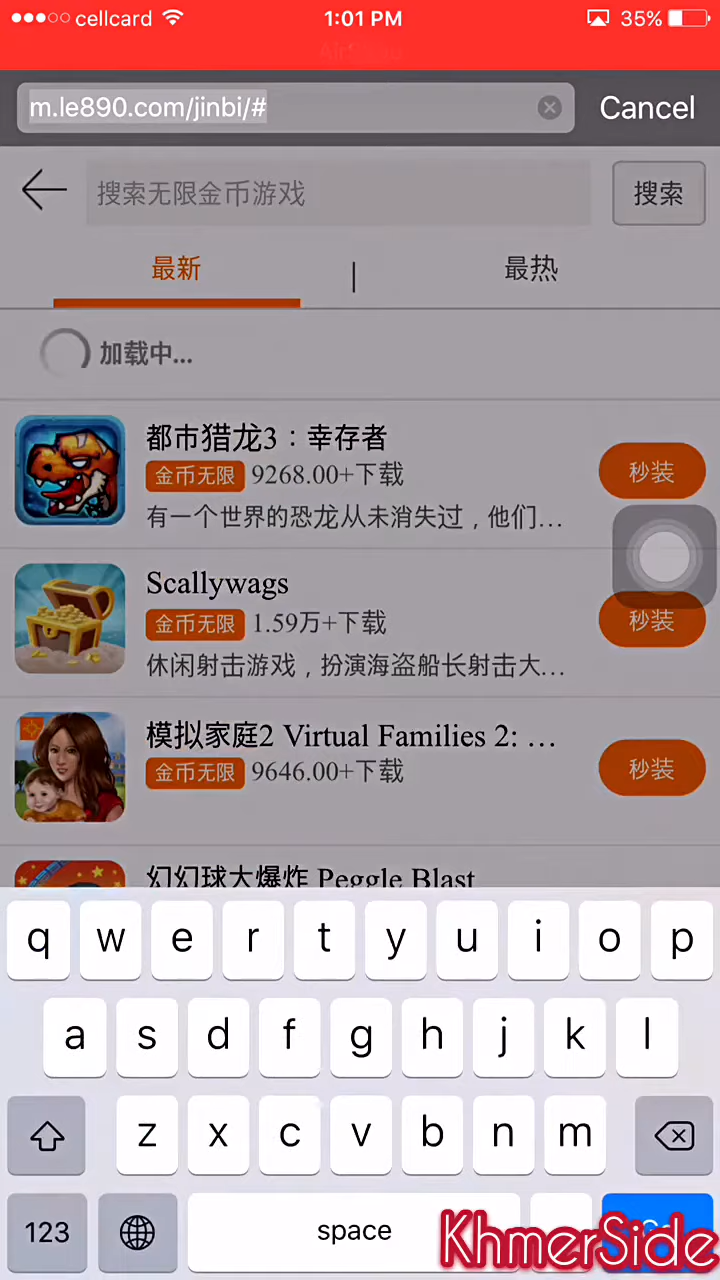 cellcard 1:01 PM 35%
m.le890.com/jinbi/# Cancel
搜索无限金币游戏 搜索
最新 | 最热
加载中...
都市猎龙3：幸存者
金币无限 9268.00+下载 秒装
有一个世界的恐龙从未消失过，他们...
Scallywags
金币无限 1.59万+下载 秒装
休闲射击游戏，扮演海盗船长射击大...
模拟家庭2 Virtual Families 2: ...
金币无限 9646.00+下载 秒装
幻幻球大爆炸 Peggle Blast
q w e r t y u i o p
a s d f g h j k l
z x c v b n m
123 space
KhmerSide